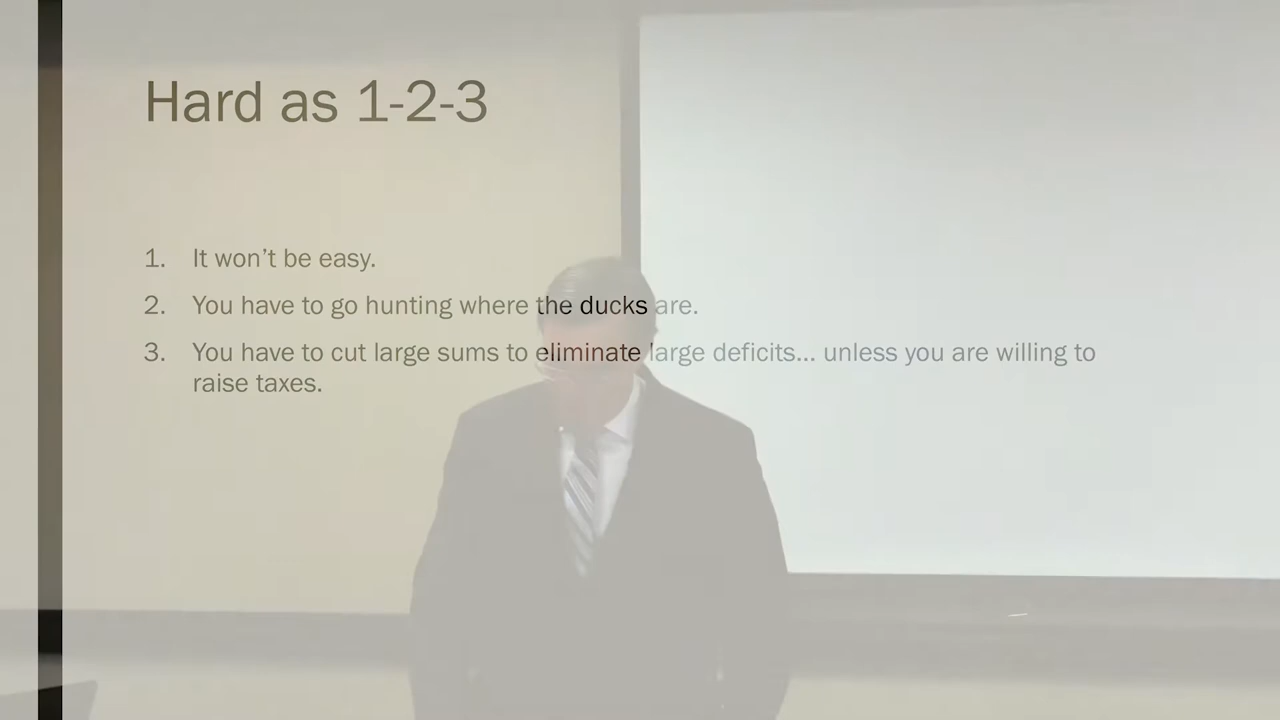 Hard as 1-2-3
1. It won't be easy.
2. You have to go hunting where the ducks are.
3. You have to cut large sums to eliminate large deficits... unless you are willing to
raise taxes.